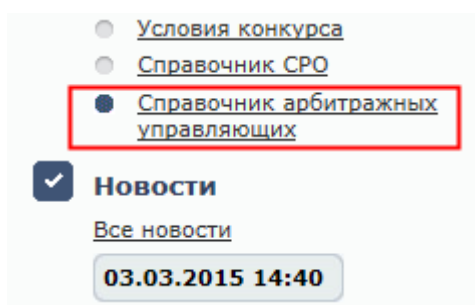 Условия конкурса
Справочник СРО
Справочник арбитражных
управляющих
Новости
Все новости
03.03.2015 14:40